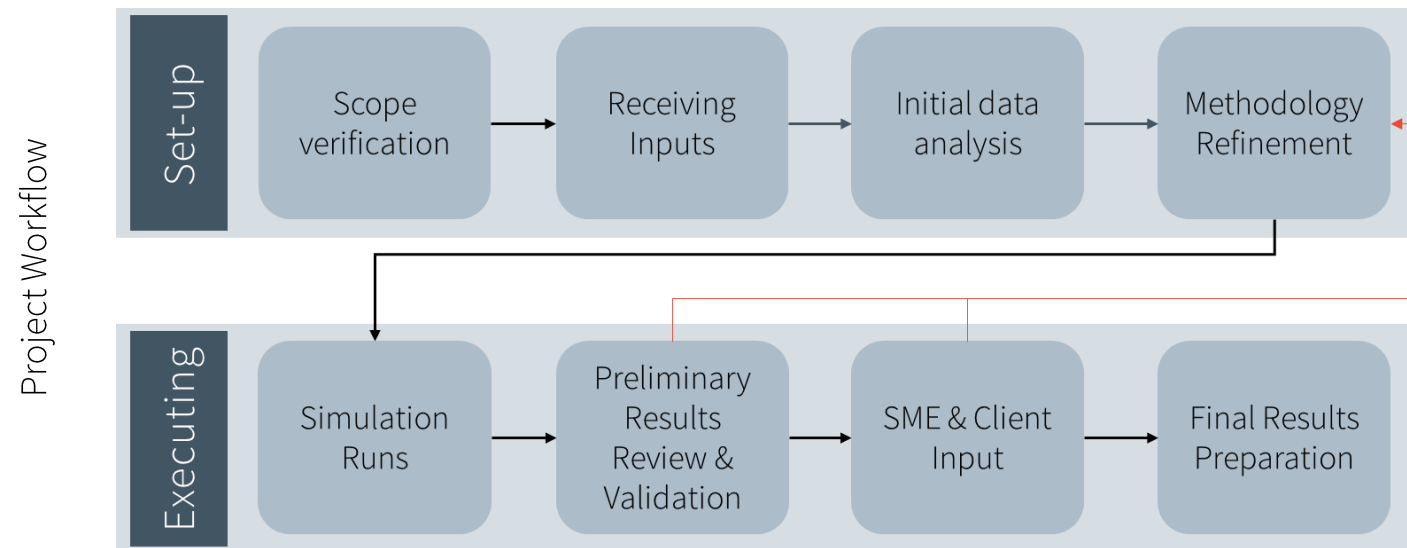 Project Workflow
Set-up
Scope
verification
Receiving
Inputs
Initial data
analysis
Methodology
Refinement
Executing
Simulation
Runs
Preliminary
Results
Review &
Validation
SME & Client
Input
Final Results
Preparation